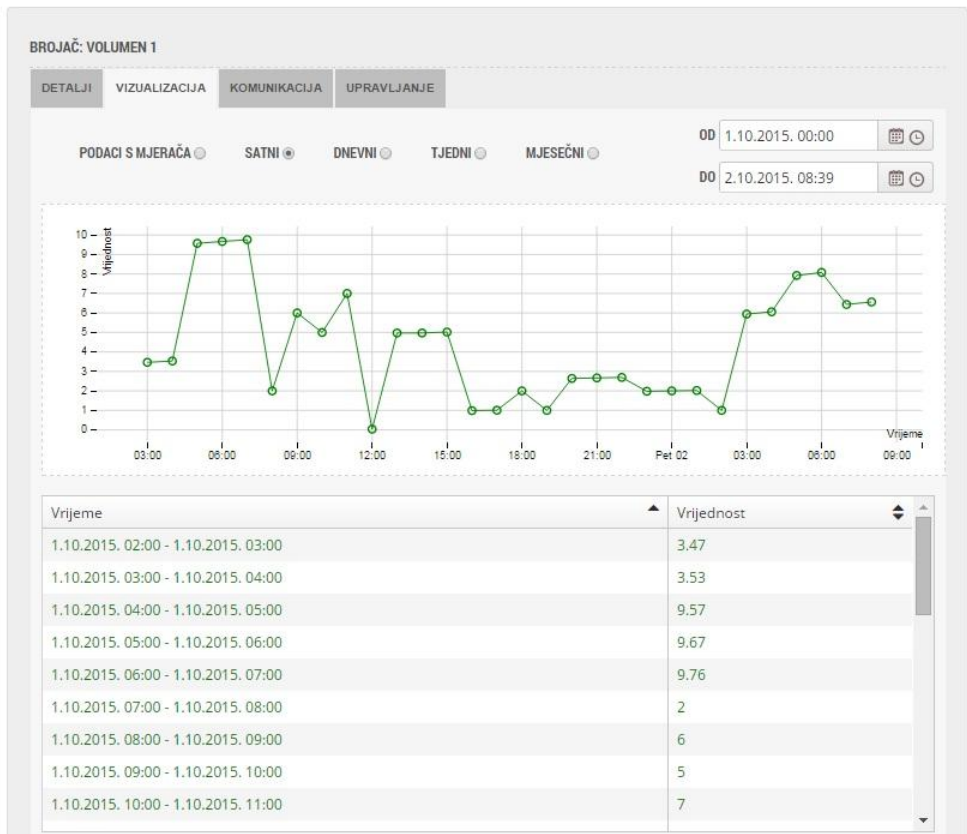 BROJAČ: VOLUMEN 1
DETALJI VIZUALIZACIJA KOMUNIKACIJA UPRAVLJANJE
PODACI S MJERAČA SATNI DNEVNI TJEDNI MJESEČNI
OD 1.10.2015. 00:00
DO 2.10.2015. 08:39
Vrijednost
10
9
8
7
6
5
4
3
2
1
0
Vrijeme
03:00 06:00 09:00 12:00 15:00 18:00 21:00 Pet 02 03:00 06:00 09:00
Vrijeme Vrijednost
1.10.2015. 02:00 - 1.10.2015. 03:00 3.47
1.10.2015. 03:00 - 1.10.2015. 04:00 3.53
1.10.2015. 04:00 - 1.10.2015. 05:00 9.57
1.10.2015. 05:00 - 1.10.2015. 06:00 9.67
1.10.2015. 06:00 - 1.10.2015. 07:00 9.76
1.10.2015. 07:00 - 1.10.2015. 08:00 2
1.10.2015. 08:00 - 1.10.2015. 09:00 6
1.10.2015. 09:00 - 1.10.2015. 10:00 5
1.10.2015. 10:00 - 1.10.2015. 11:00 7